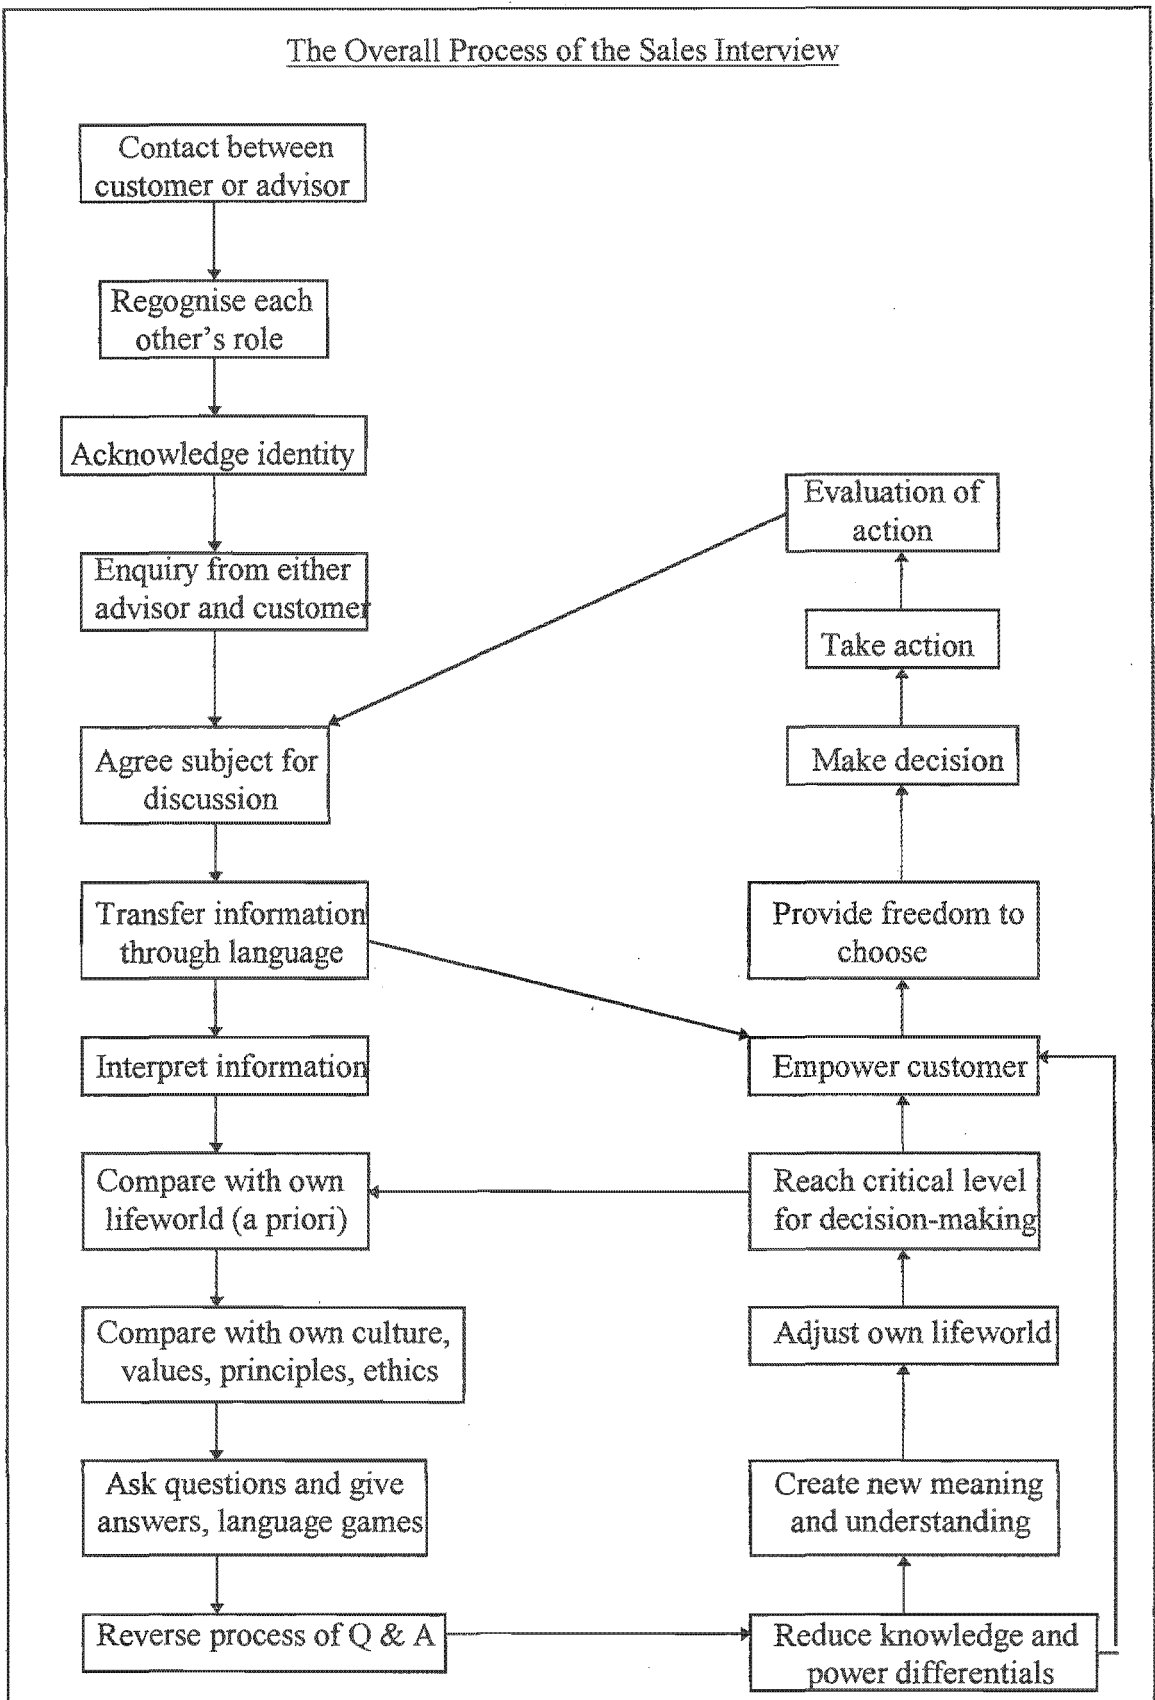 The Overall Process of the Sales Interview
Contact between
customer or advisor
Regognise each
other's role
Acknowledge identity
Enquiry from either
advisor and customer
Agree subject for
discussion
Transfer information
through language
Interpret information
Compare with own
lifeworld (a priori)
Compare with own culture,
values, principles, ethics
Ask questions and give
answers, language games
Reverse process of Q & A
Reduce knowledge and
power differentials
Create new meaning
and understanding
Adjust own lifeworld
Reach critical level
for decision-making
Empower customer
Provide freedom to
choose
Make decision
Take action
Evaluation of
action